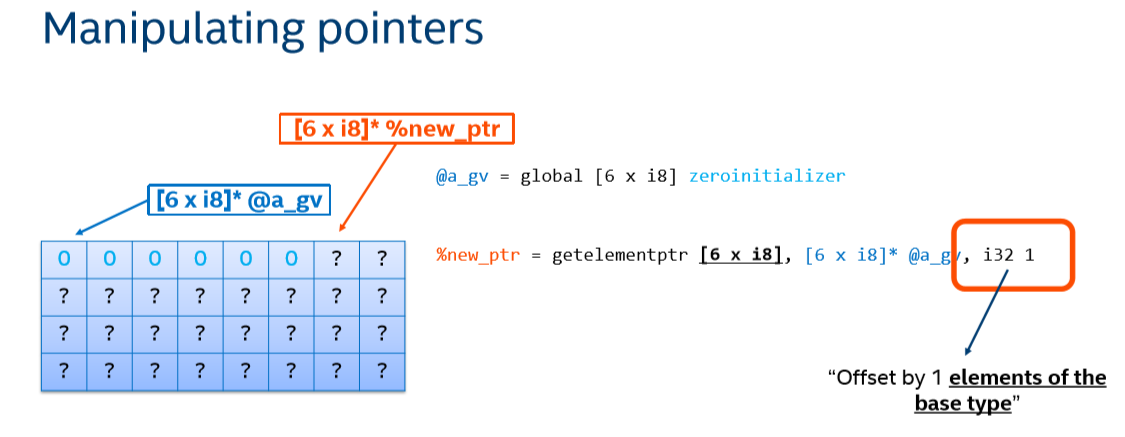 Manipulating pointers
[6 x i8]* %new_ptr
@a_gv = global [6 x i8] zeroinitializer
[6 x i8]* @a_gv
%new_ptr = getelementptr [6 x i8], [6 x i8]* @a_gv, i32 1
0 0 0 0 0 0 ? ?
? ? ? ? ? ? ? ?
? ? ? ? ? ? ? ?
? ? ? ? ? ? ? ?
“Offset by 1 elements of the
base type”